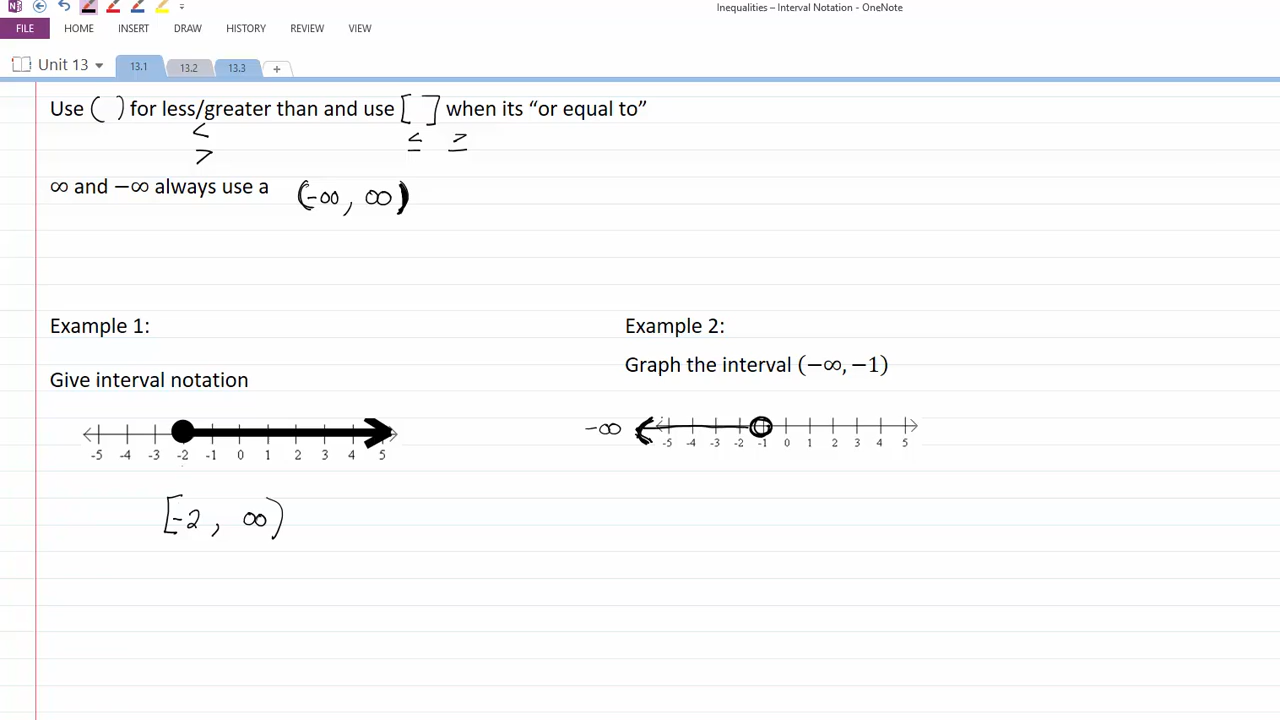 Inequalities – Interval Notation - OneNote
FILE HOME INSERT DRAW HISTORY REVIEW VIEW
Unit 13 13.1 13.2 13.3 +
Use ( ) for less/greater than and use [ ] when its “or equal to”
< ≤ ≥
>
∞ and −∞ always use a (-∞, ∞)
Example 1:
Example 2:
Graph the interval (−∞, −1)
Give interval notation
-∞
-5 -4 -3 -2 -1 0 1 2 3 4 5
-5 -4 -3 -2 -1 0 1 2 3 4 5
[-2, ∞)